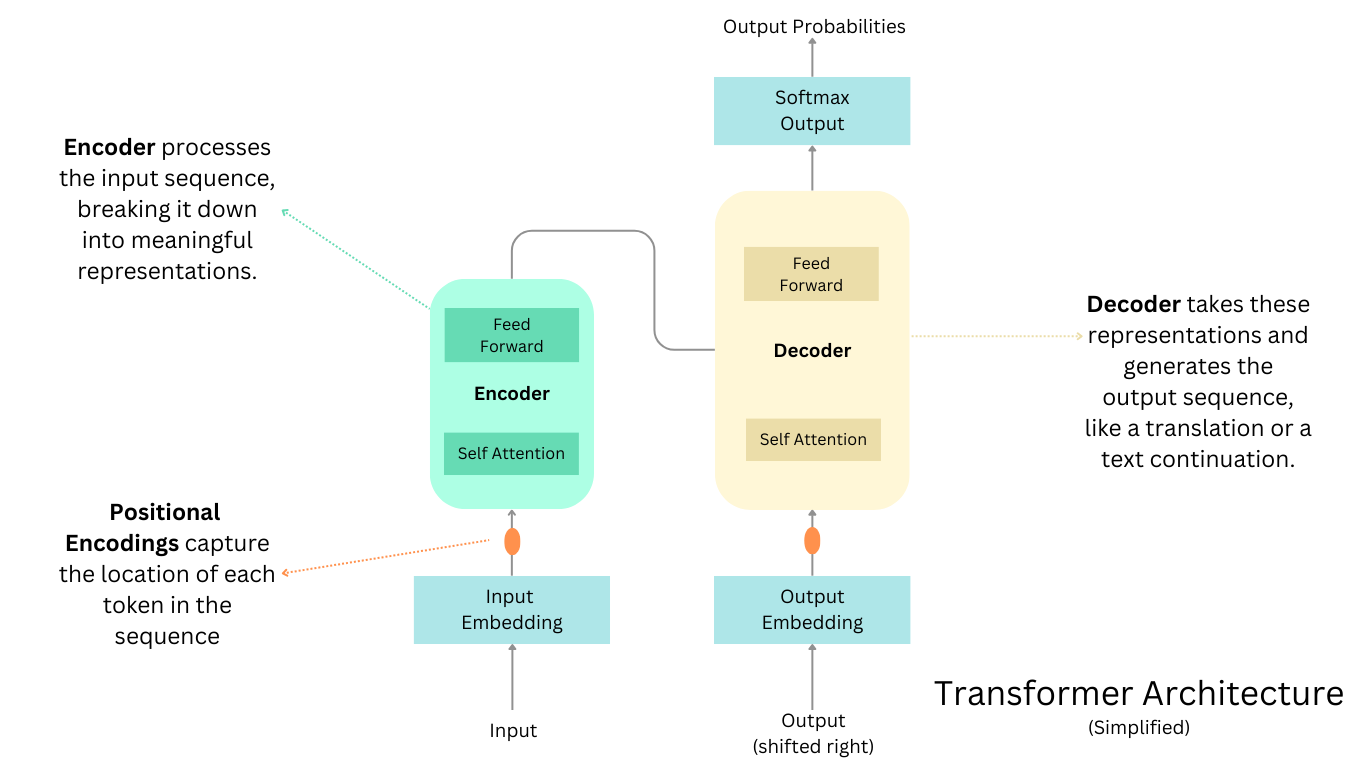 Output Probabilities
Softmax
Output
Encoder processes
the input sequence,
breaking it down
into meaningful
representations.
Feed
Forward
Encoder
Self Attention
Feed
Forward
Decoder
Self Attention
Decoder takes these
representations and
generates the
output sequence,
like a translation or a
text continuation.
Positional
Encodings capture
the location of each
token in the
sequence
Input
Embedding
Output
Embedding
Input
Output
(shifted right)
Transformer Architecture
(Simplified)